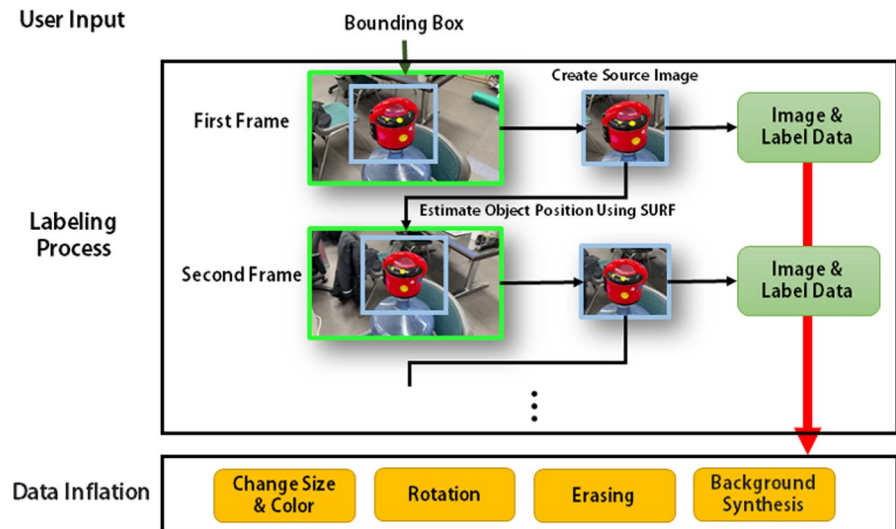 User Input
Bounding Box
Create Source Image
First Frame
Image &
Label Data
Estimate Object Position Using SURF
Labeling
Process
Second Frame
Image &
Label Data
Data Inflation
Change Size
& Color
Rotation
Erasing
Background
Synthesis